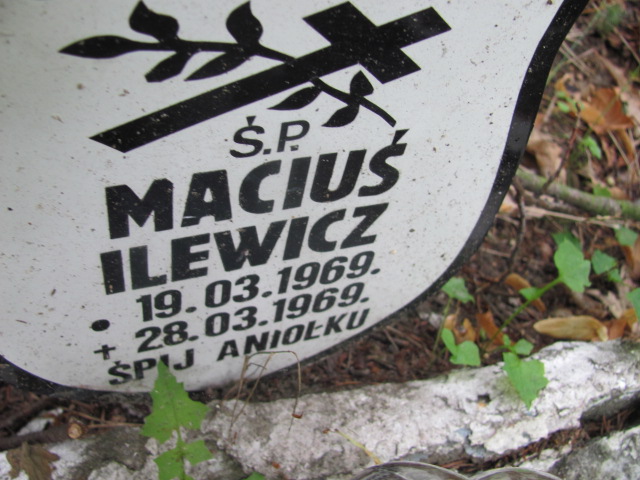 Ś.P.
MACIUŚ
ILEWICZ
• 19.03.1969.
+ 28.03.1969.
ŚPIJ ANIOŁKU